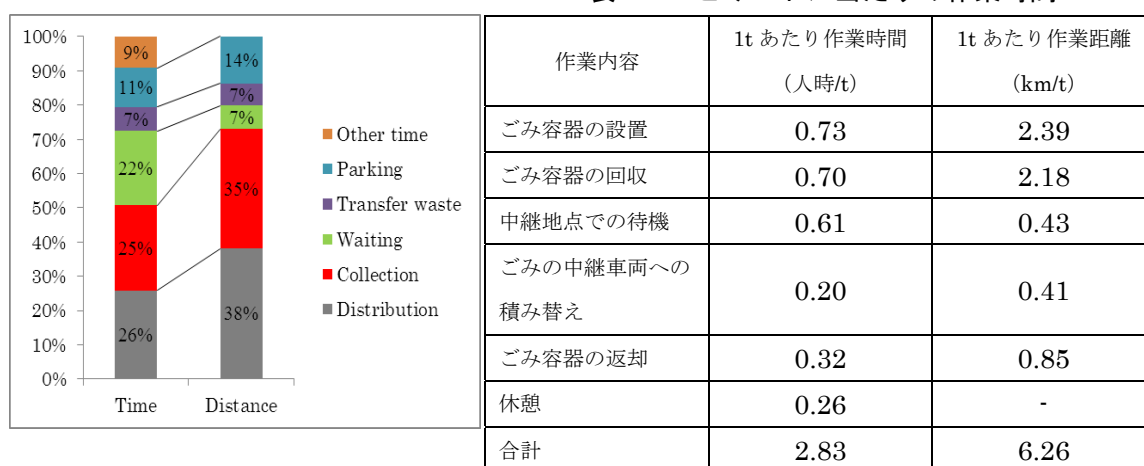 100%
90%
80%
70%
60%
50%
40%
30%
20%
10%
0%
9%
11%
7%
22%
25%
26%
14%
7%
7%
35%
38%
Time Distance
Other time
Parking
Transfer waste
Waiting
Collection
Distribution
作業内容
1t あたり作業時間
(人時/t)
1t あたり作業距離
(km/t)
ごみ容器の設置 0.73 2.39
ごみ容器の回収 0.70 2.18
中継地点での待機 0.61 0.43
ごみの中継車両への
積み替え 0.20 0.41
ごみ容器の返却 0.32 0.85
休憩 0.26 -
合計 2.83 6.26